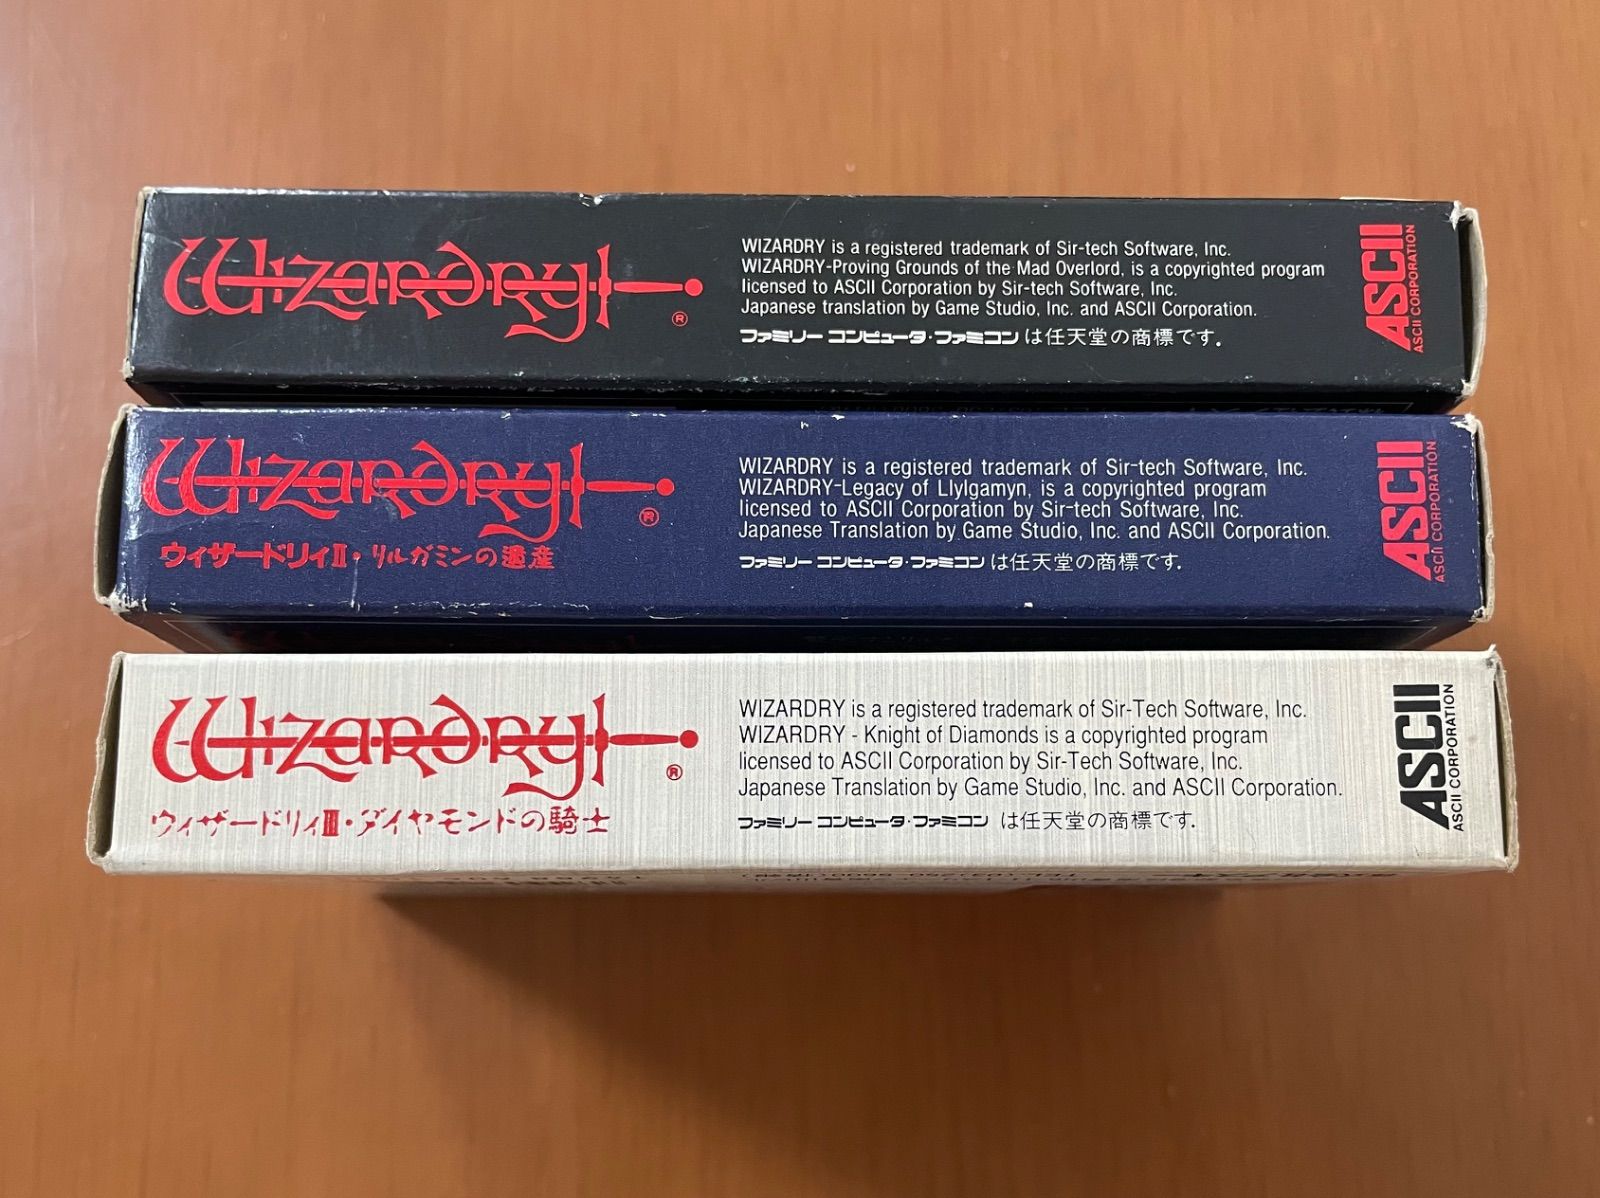 Wizardry
®
WIZARDRY is a registered trademark of Sir-tech Software, Inc.
WIZARDRY-Proving Grounds of the Mad Overlord, is a copyrighted program
licensed to ASCII Corporation by Sir-tech Software, Inc.
Japanese translation by Game Studio, Inc. and ASCII Corporation.
ファミリー コンピュータ・ファミコン は任天堂の商標です.
ASCII
ASCII CORPORATION
Wizardry
®
ウィザードリィⅡ・リルガミンの遺産
WIZARDRY is a registered trademark of Sir-tech Software, Inc.
WIZARDRY-Legacy of Llylgamyn, is a copyrighted program
licensed to ASCII Corporation by Sir-tech Software, Inc.
Japanese Translation by Game Studio, Inc. and ASCII Corporation.
ファミリー コンピュータ・ファミコン は任天堂の商標です.
ASCII
ASCII CORPORATION
Wizardry
®
ウィザードリィⅢ・ダイヤモンドの騎士
WIZARDRY is a registered trademark of Sir-Tech Software, Inc.
WIZARDRY - Knight of Diamonds is a copyrighted program
licensed to ASCII Corporation by Sir-Tech Software, Inc.
Japanese Translation by Game Studio, Inc. and ASCII Corporation.
ファミリー コンピュータ・ファミコン は任天堂の商標です.
ASCII
ASCII CORPORATION